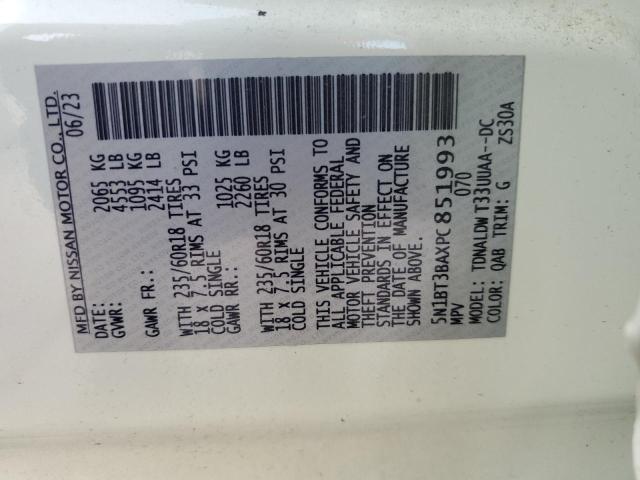 MFD BY NISSAN MOTOR CO., LTD.
DATE: 06/23
GVWR: 2065 KG
4553 LB
GAWR FR.: 1095 KG
2414 LB
WITH 235/60R18 TIRES
18 X 7.5 RIMS AT 33 PSI
COLD SINGLE
GAWR RR.: 1025 KG
2260 LB
WITH 235/60R18 TIRES
18 X 7.5 RIMS AT 30 PSI
COLD SINGLE
THIS VEHICLE CONFORMS TO
ALL APPLICABLE FEDERAL
MOTOR VEHICLE SAFETY AND
THEFT PREVENTION
STANDARDS IN EFFECT ON
THE DATE OF MANUFACTURE
SHOWN ABOVE.
5N1BT3BAXPC851993
MPV 070
MODEL: TDNALDW T33UUAA--DC
COLOR: QAB TRIM: G ZS30A